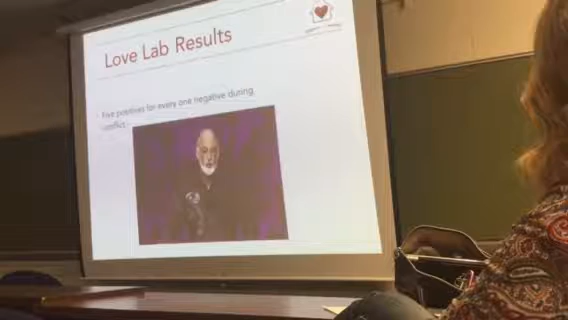 Love Lab Results
Five positives for every one negative during
conflict